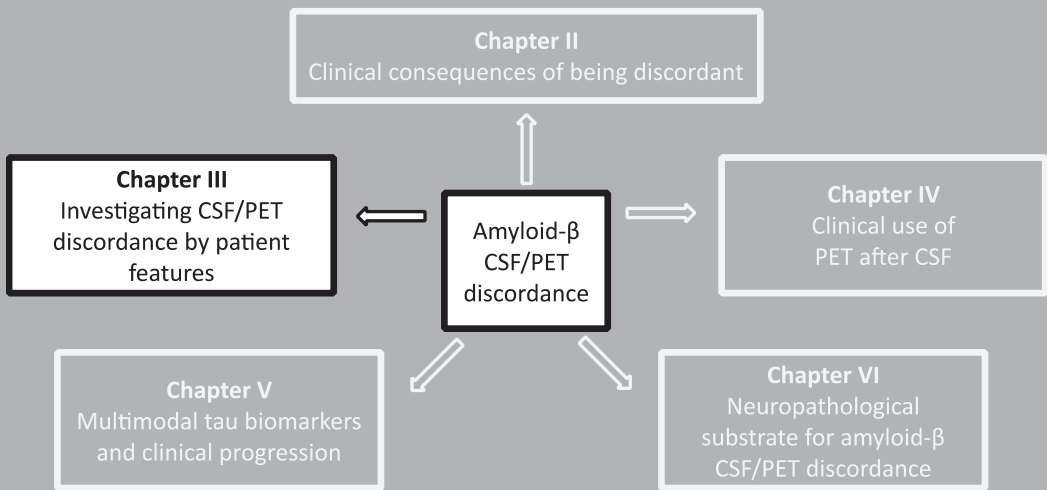 Chapter II
Clinical consequences of being discordant
Chapter III
Investigating CSF/PET
discordance by patient
features
Amyloid-β
CSF/PET
discordance
Chapter IV
Clinical use of
PET after CSF
Chapter V
Multimodal tau biomarkers
and clinical progression
Chapter VI
Neuropathological
substrate for amyloid-β
CSF/PET discordance